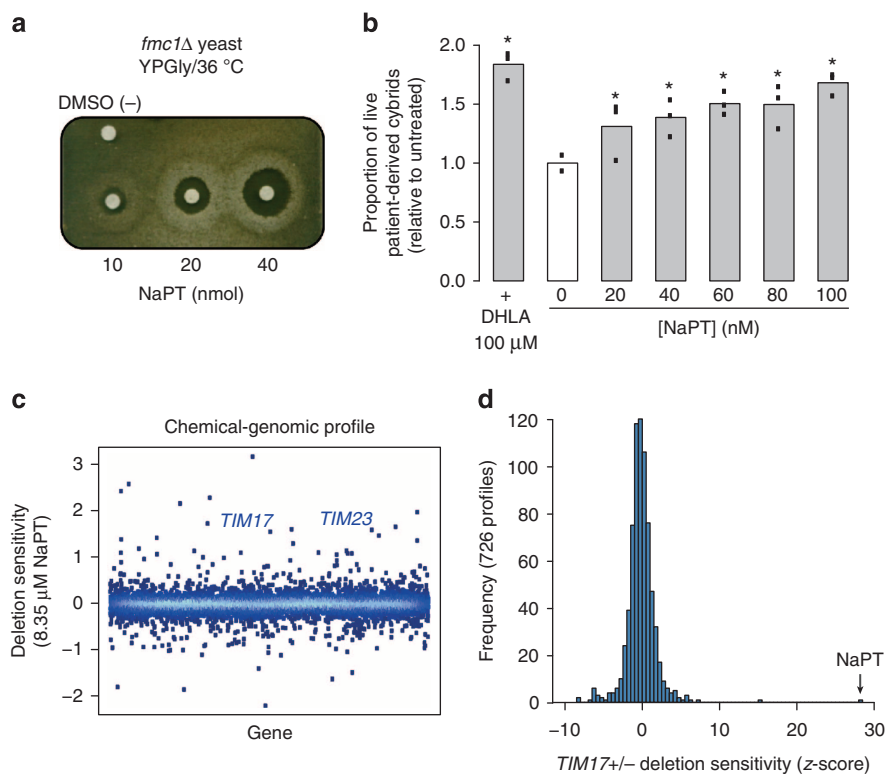 a
fmc1Δ yeast
YPGly/36 °C
DMSO (–)
10
20
40
NaPT (nmol)
b
Proportion of live
patient-derived cybrids
(relative to untreated)
2.0
1.5
1.0
0.5
0.0
*
*
*
*
*
*
+
DHLA
100 μM
0
20
40
60
80
100
[NaPT] (nM)
c
Chemical-genomic profile
Deletion sensitivity
(8.35 μM NaPT)
3
2
1
0
−1
−2
TIM17
TIM23
Gene
d
Frequency (726 profiles)
120
100
80
60
40
20
0
NaPT
−10
0
10
20
30
TIM17+/− deletion sensitivity (z-score)